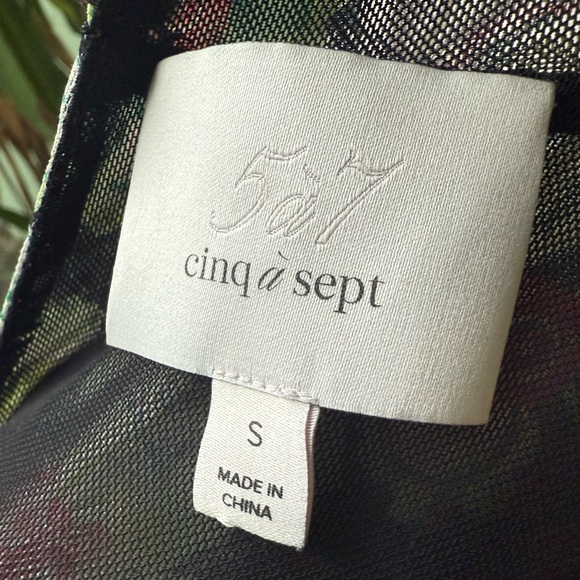 5à7
cinq à sept
S
MADE IN
CHINA